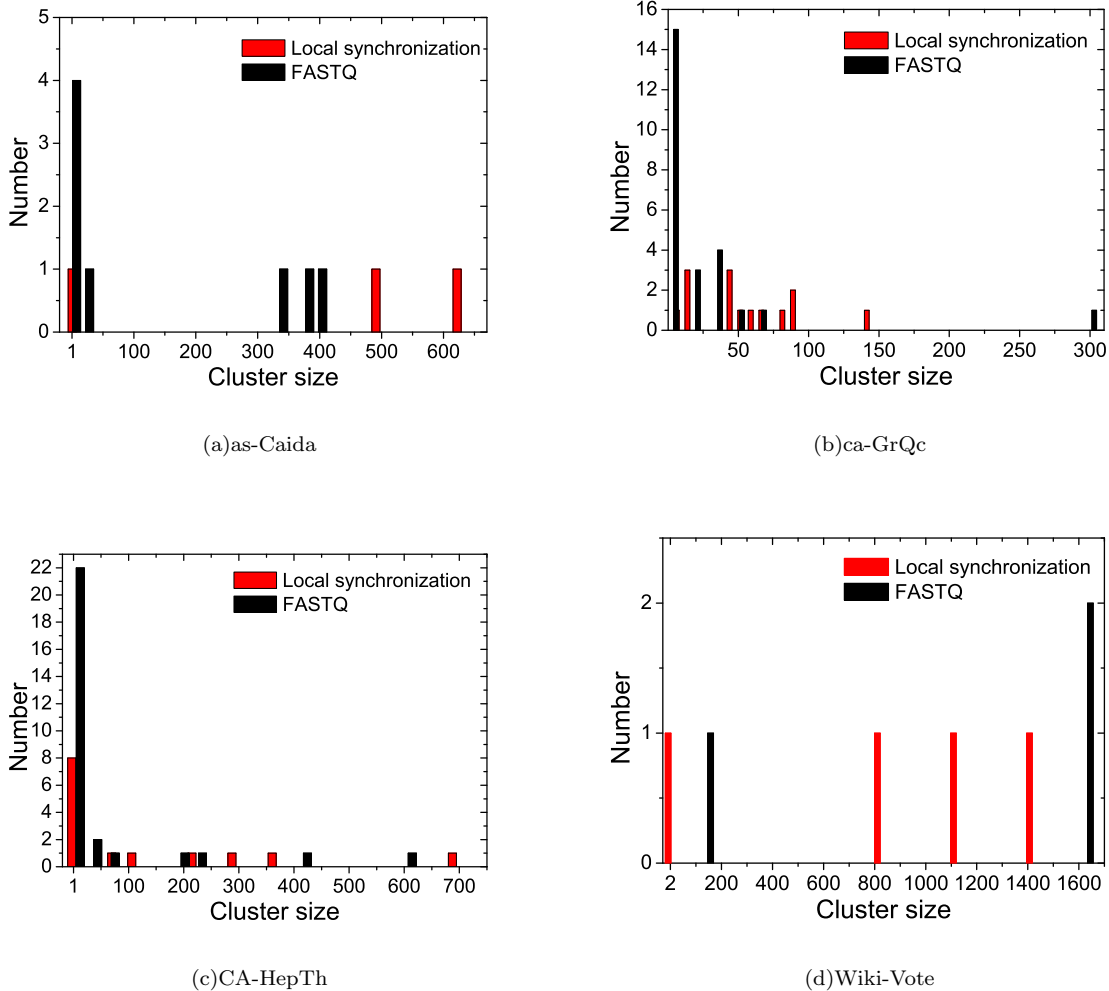 5
4
3
2
1
0
Number
Local synchronization
FASTQ
1 100 200 300 400 500 600
Cluster size
(a)as-Caida
16
14
12
10
8
6
4
2
0
Number
Local synchronization
FASTQ
50 100 150 200 250 300
Cluster size
(b)ca-GrQc
22
20
18
16
14
12
10
8
6
4
2
0
Number
Local synchronization
FASTQ
1 100 200 300 400 500 600 700
Cluster size
(c)CA-HepTh
2
1
0
Number
Local synchronization
FASTQ
2 200 400 600 800 1000 1200 1400 1600
Cluster size
(d)Wiki-Vote